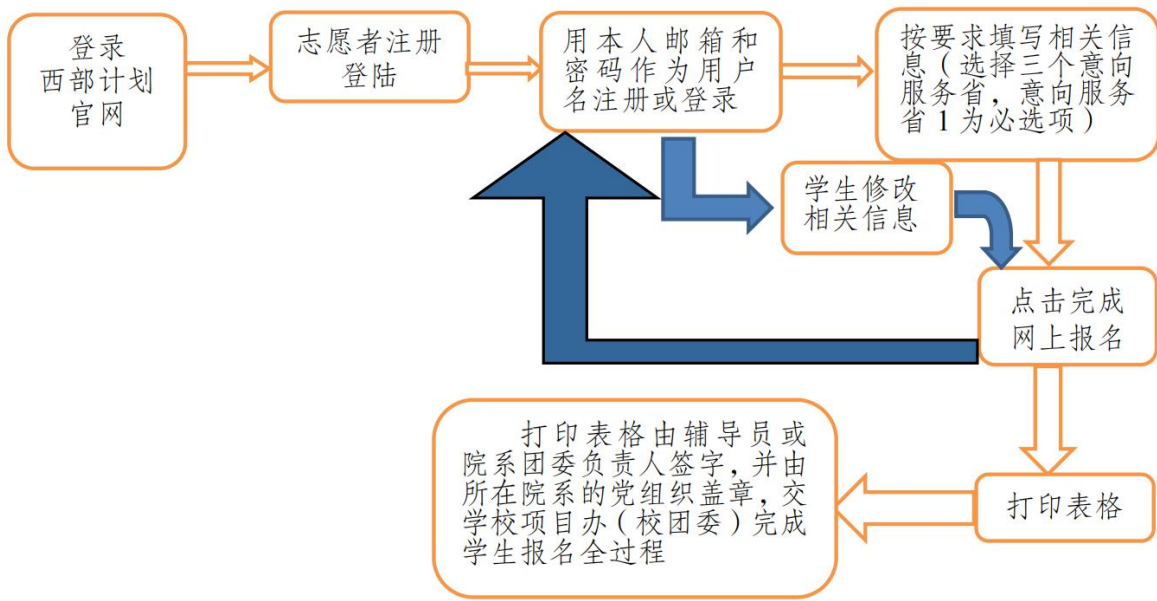 登录
西部计划
官网
志愿者注册
登陆
用本人邮箱和
密码作为用户
名注册或登录
按要求填写相关信
息（选择三个意向
服务省，意向服务
省1为必选项）
学生修改
相关信息
点击完成
网上报名
打印表格
打印表格由辅导员或
院系团委负责人签字，并由
所在院系的党组织盖章，交
学校项目办（校团委）完成
学生报名全过程